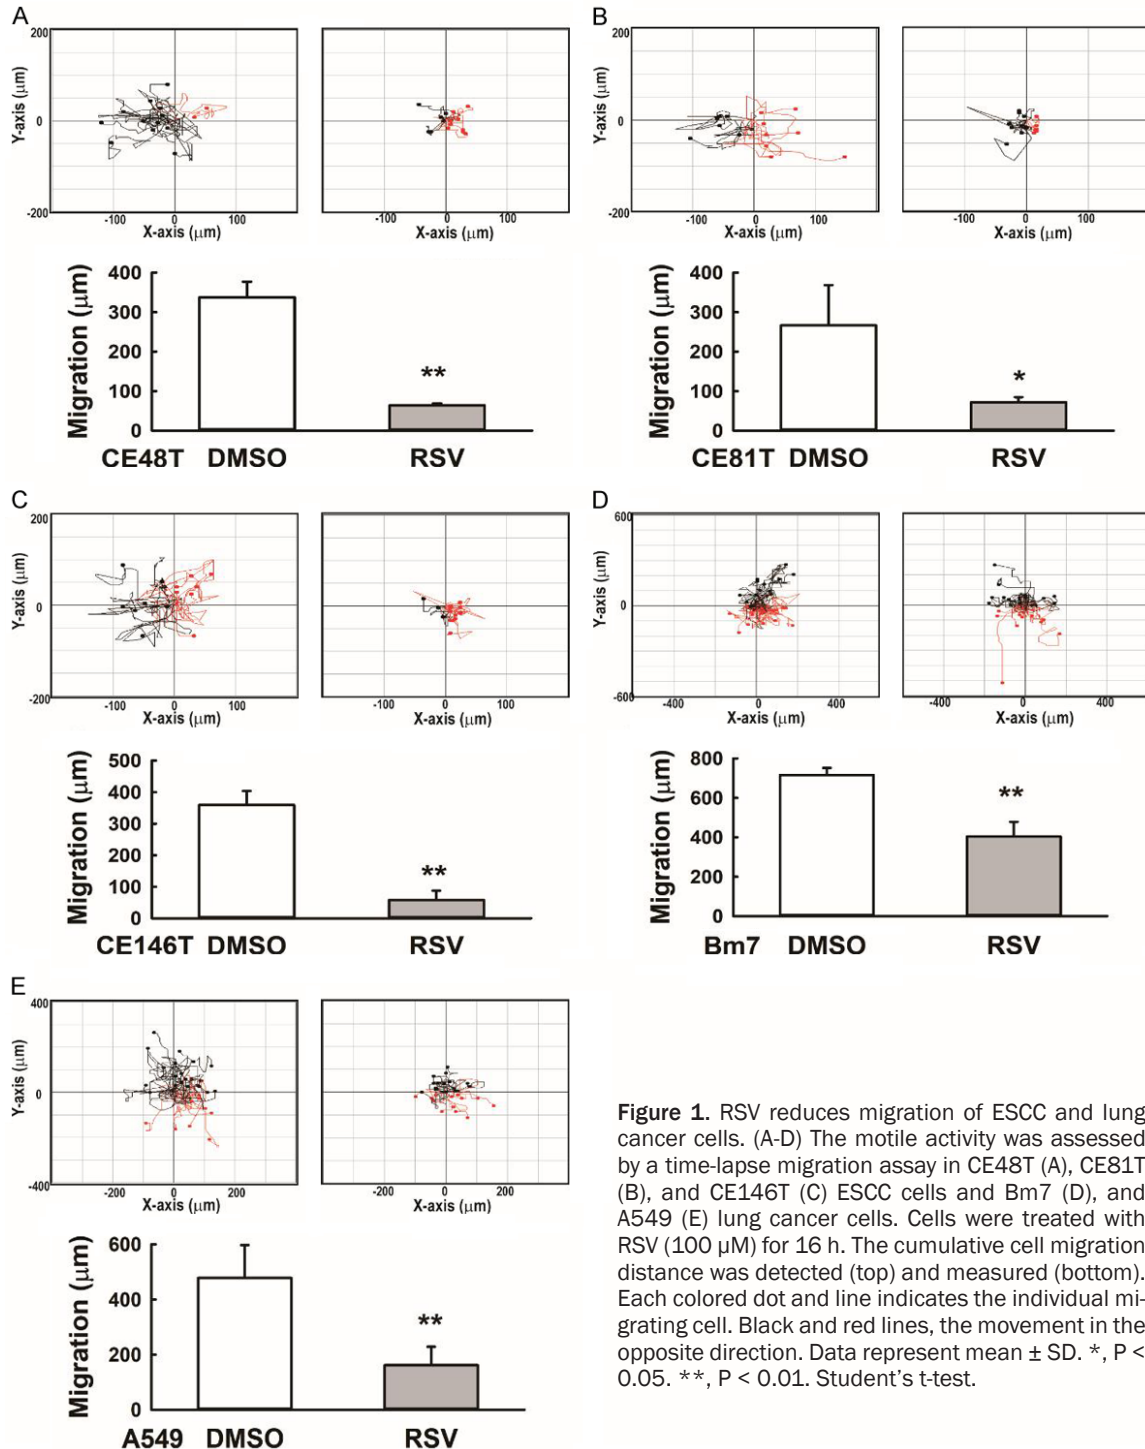 A
200
Y-axis (μm)
0
-200
-100 0 100
X-axis (μm)
-100 0 100
X-axis (μm)
Migration (μm)
400
300
200
100
0
**
CE48T DMSO RSV
B
200
Y-axis (μm)
0
-200
-100 0 100
X-axis (μm)
-100 0 100
X-axis (μm)
Migration (μm)
400
300
200
100
0
*
CE81T DMSO RSV
C
200
Y-axis (μm)
0
-200
-100 0 100
X-axis (μm)
-100 0 100
X-axis (μm)
Migration (μm)
500
400
300
200
100
0
**
CE146T DMSO RSV
D
600
Y-axis (μm)
0
-600
-400 0 400
X-axis (μm)
-400 0 400
X-axis (μm)
Migration (μm)
800
600
400
200
0
**
Bm7 DMSO RSV
E
400
Y-axis (μm)
0
-400
-200 0 200
X-axis (μm)
-200 0 200
X-axis (μm)
Migration (μm)
600
400
200
0
**
A549 DMSO RSV
Figure 1. RSV reduces migration of ESCC and lung
cancer cells. (A-D) The motile activity was assessed
by a time-lapse migration assay in CE48T (A), CE81T
(B), and CE146T (C) ESCC cells and Bm7 (D), and
A549 (E) lung cancer cells. Cells were treated with
RSV (100 µM) for 16 h. The cumulative cell migration
distance was detected (top) and measured (bottom).
Each colored dot and line indicates the individual mi-
grating cell. Black and red lines, the movement in the
opposite direction. Data represent mean ± SD. *, P <
0.05. **, P < 0.01. Student's t-test.